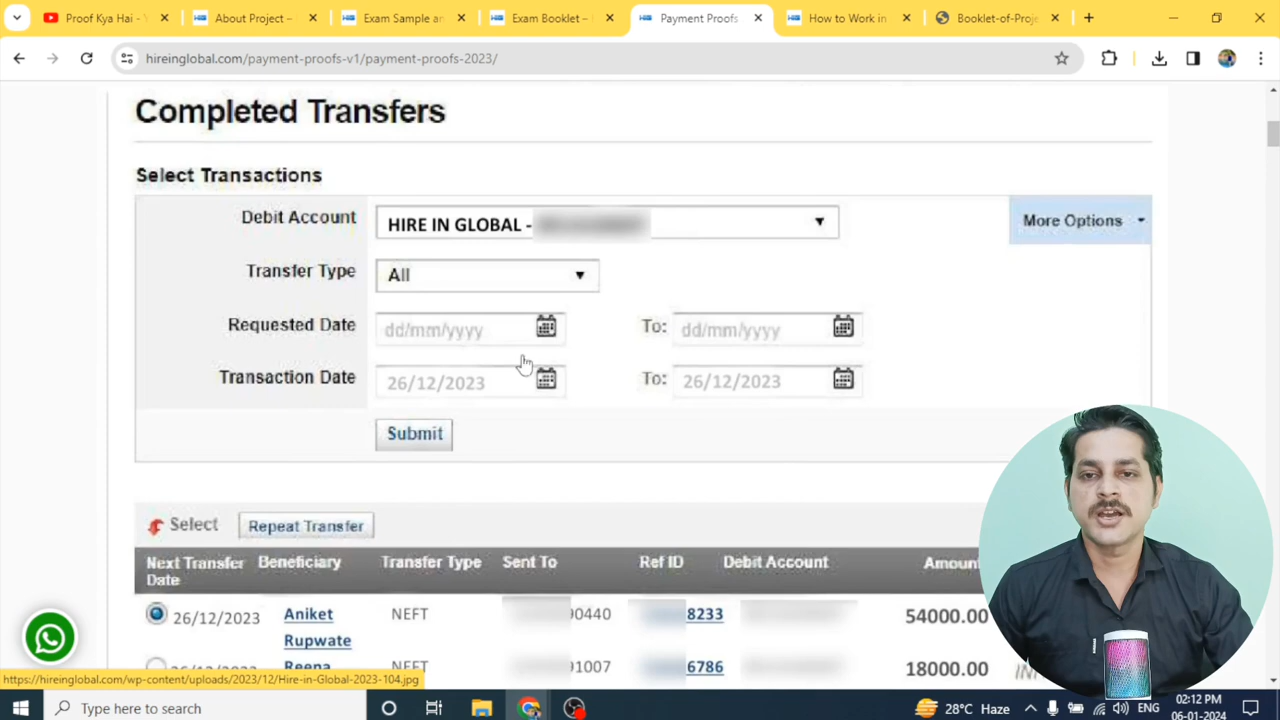 Proof Kya Hai -
About Project –
Exam Sample an
Exam Booklet –
Payment Proofs
How to Work in
Booklet-of-Proj
hireinglobal.com/payment-proofs-v1/payment-proofs-2023/
Completed Transfers
Select Transactions
Debit Account
HIRE IN GLOBAL -
More Options
Transfer Type
All
Requested Date
dd/mm/yyyy
To:
dd/mm/yyyy
Transaction Date
26/12/2023
To:
26/12/2023
Submit
Select
Repeat Transfer
Next Transfer Date
Beneficiary
Transfer Type
Sent To
Ref ID
Debit Account
Amount
26/12/2023
Aniket Rupwate
NEFT
90440
8233
54000.00
26/12/2023
Reena
NEFT
91007
6786
18000.00
https://hireinglobal.com/wp-content/uploads/2023/12/Hire-in-Global-2023-104.jpg
Type here to search
28°C Haze
ENG
02:12 PM
06-01-2024